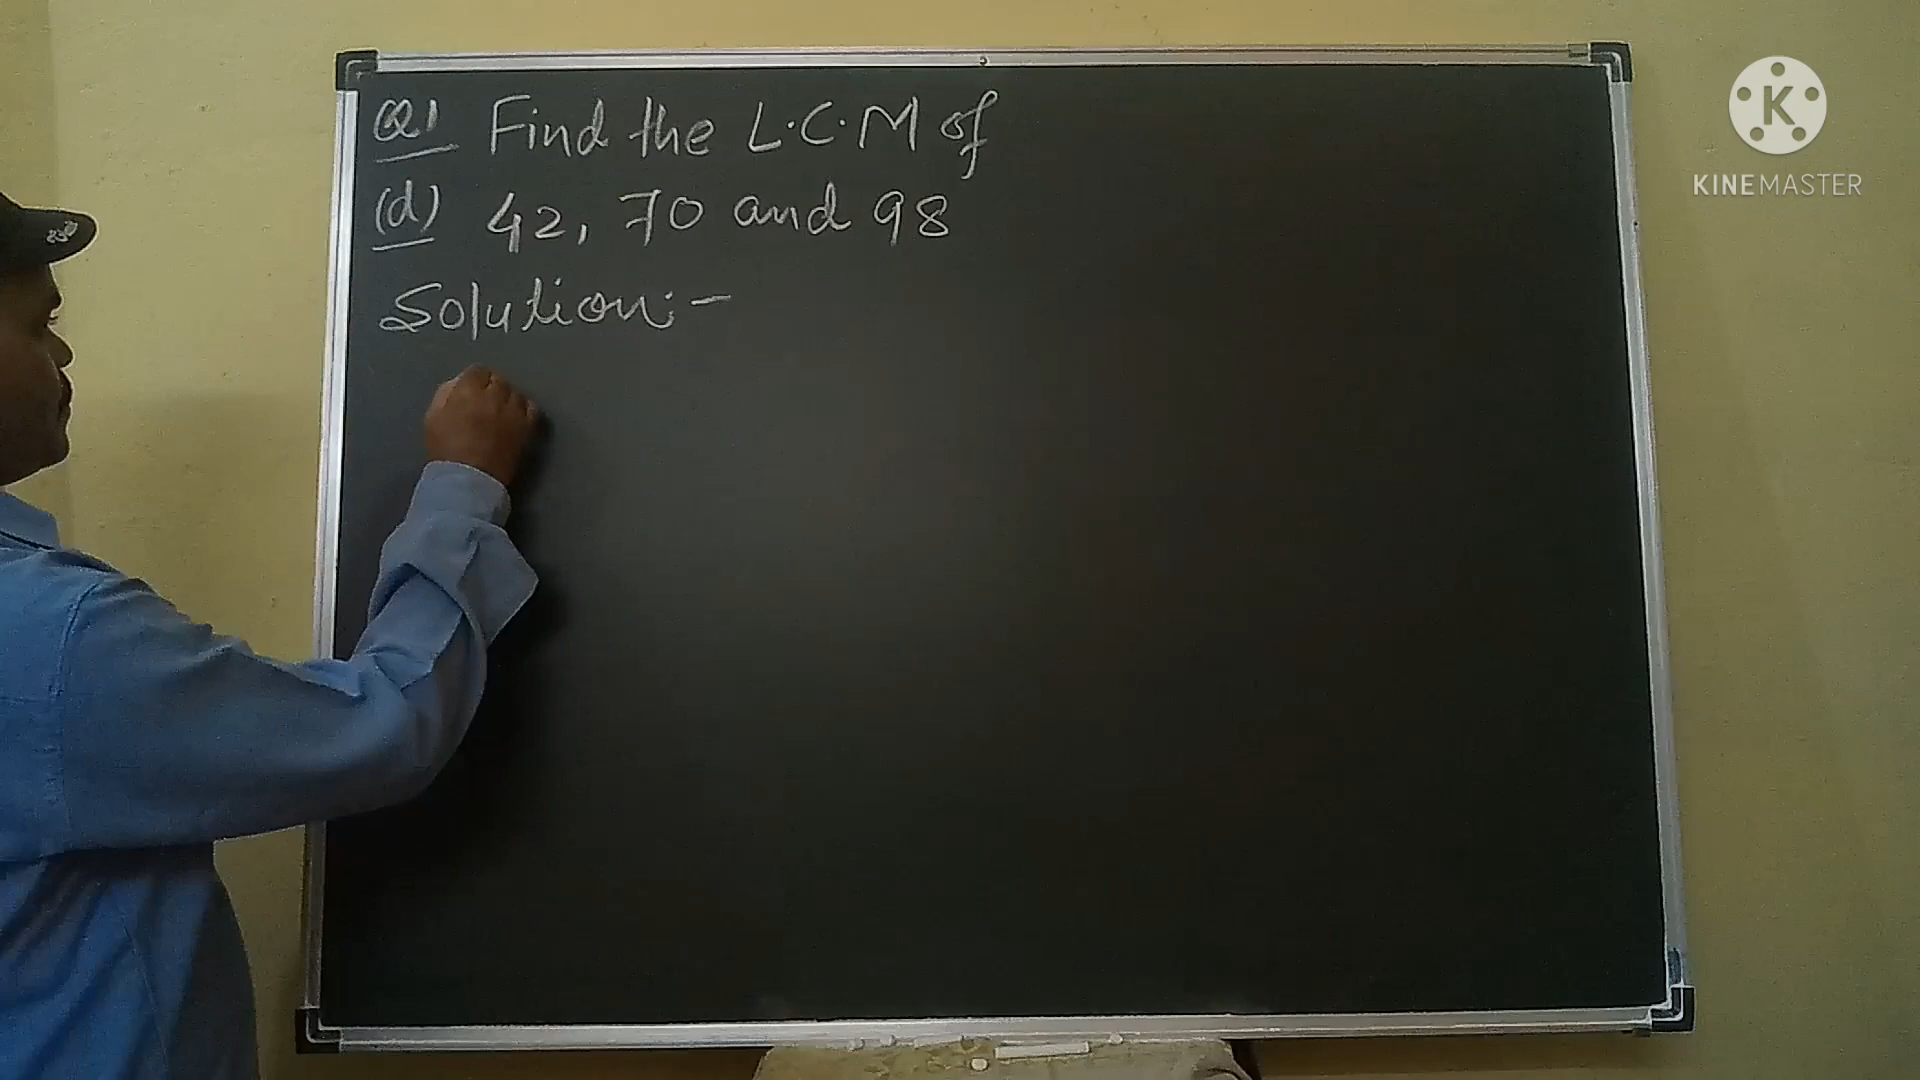 Q1 Find the L.C.M of
(d) 42, 70 and 98
Solution:-
K
KINEMASTER